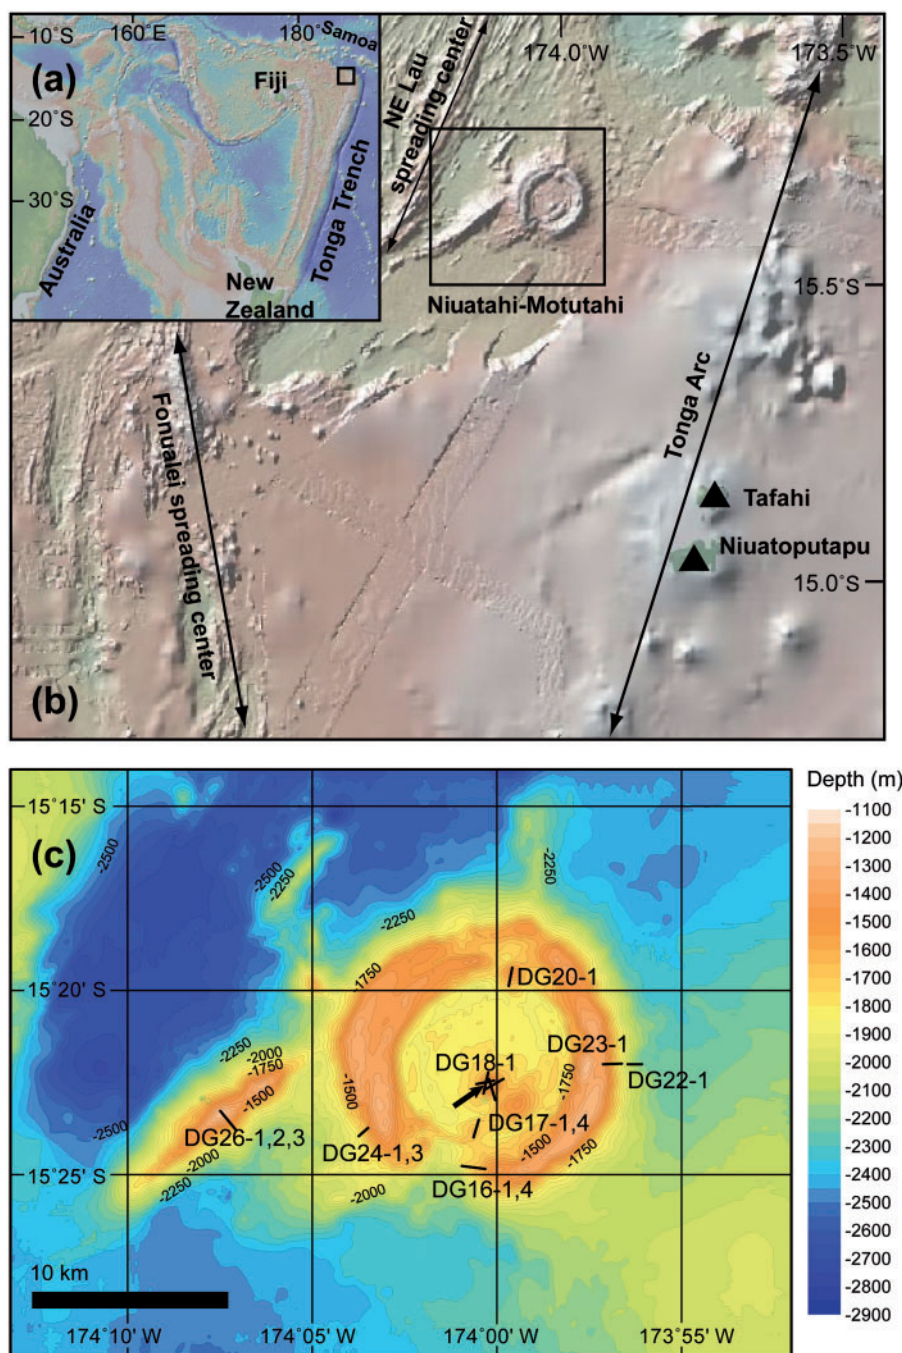 10°S
160°E
180°
Samoa
(a)
Fiji
20°S
30°S
Australia
Tonga Trench
New
Zealand
NE Lau
spreading center
174.0°W
173.5°W
Niuatahi-Motutahi
15.5°S
Fonualei spreading center
Tonga Arc
Tafahi
Niuatoputapu
15.0°S
(b)
Depth (m)
-1100
-1200
-1300
-1400
-1500
-1600
-1700
-1800
-1900
-2000
-2100
-2200
-2300
-2400
-2500
-2600
-2700
-2800
-2900
15°15' S
(c)
-2500
-2500
-2250
-2250
-2250
-1750
15°20' S
DG20-1
DG23-1
DG18-1
DG22-1
-2250
-2000
-1750
-1500
-1500
-1750
DG17-1,4
DG26-1,2,3
DG24-1,3
-2500
-2000
-2250
-1500
-1750
15°25' S
DG16-1,4
-2000
10 km
174°10' W
174°05' W
174°00' W
173°55' W